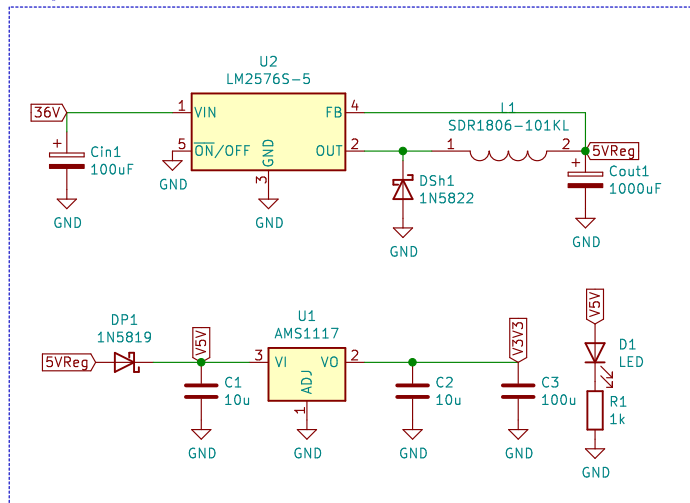 U2
LM2576S-5
36V
1
VIN
FB
4
L1
SDR1806-101KL
5
ON/OFF
GND
OUT
2
1
2
5VReg
+
Cin1
100uF
GND
3
DSh1
1N5822
+
Cout1
1000uF
GND
GND
GND
GND
DP1
1N5819
U1
AMS1117
V5V
V3V3
V5V
5VReg
3
VI
VO
2
ADJ
1
C1
10u
C2
10u
C3
100u
D1
LED
R1
1k
GND
GND
GND
GND
GND